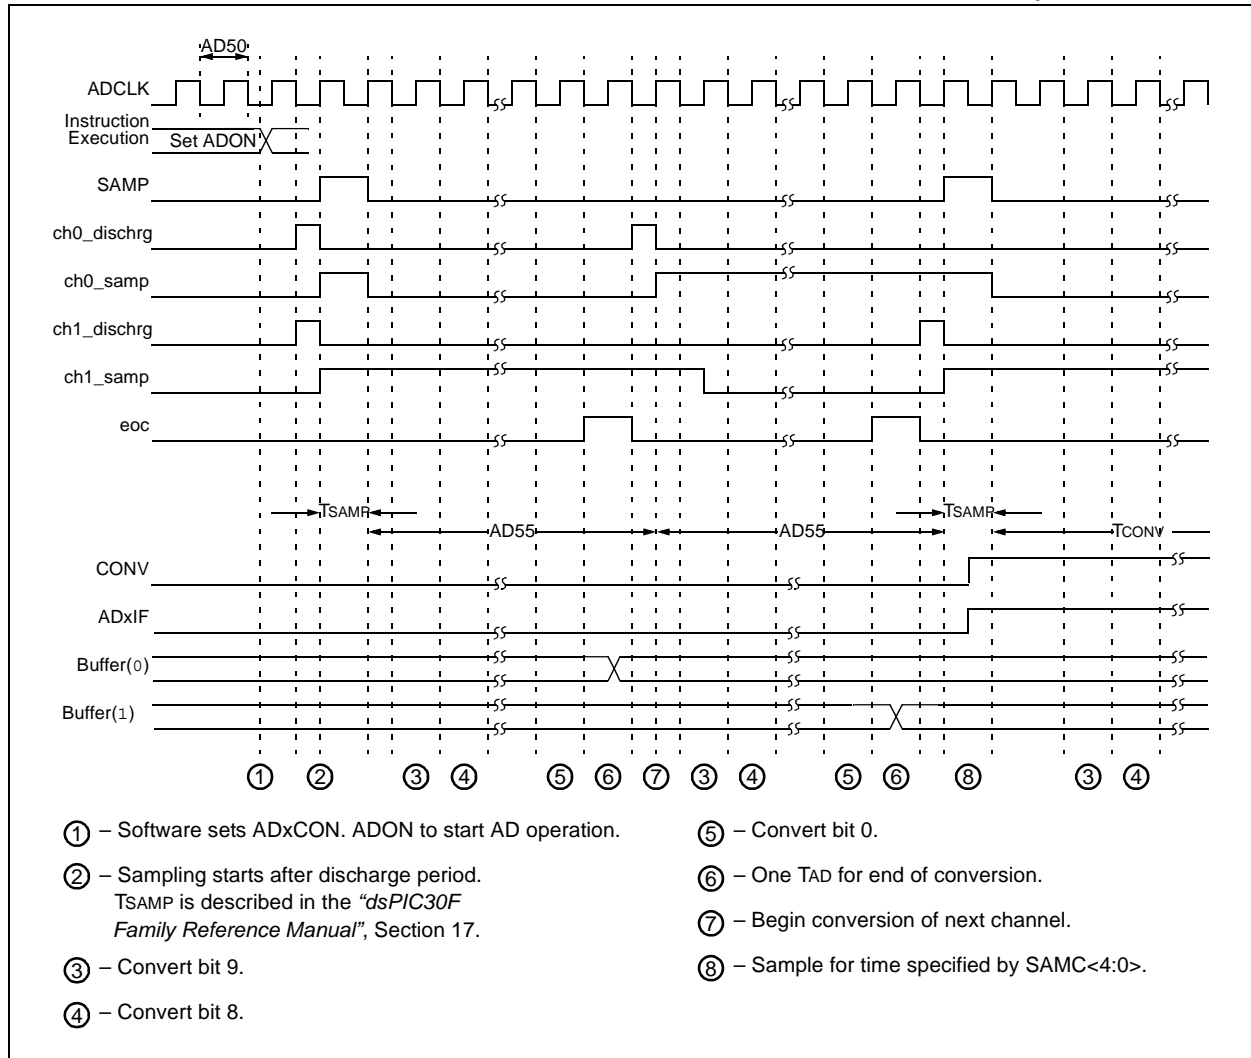 AD50
ADCLK
Instruction
Execution
Set ADON
SAMP
ch0_dischrg
ch0_samp
ch1_dischrg
ch1_samp
eoc
TSAMP
TSAMP
AD55
AD55
TCONV
CONV
ADxIF
Buffer(0)
Buffer(1)
1 2 3 4 5 6 7 3 4 5 6 8 3 4
1 – Software sets ADxCON. ADON to start AD operation.
2 – Sampling starts after discharge period.
TSAMP is described in the “dsPIC30F
Family Reference Manual”, Section 17.
3 – Convert bit 9.
4 – Convert bit 8.
5 – Convert bit 0.
6 – One TAD for end of conversion.
7 – Begin conversion of next channel.
8 – Sample for time specified by SAMC<4:0>.